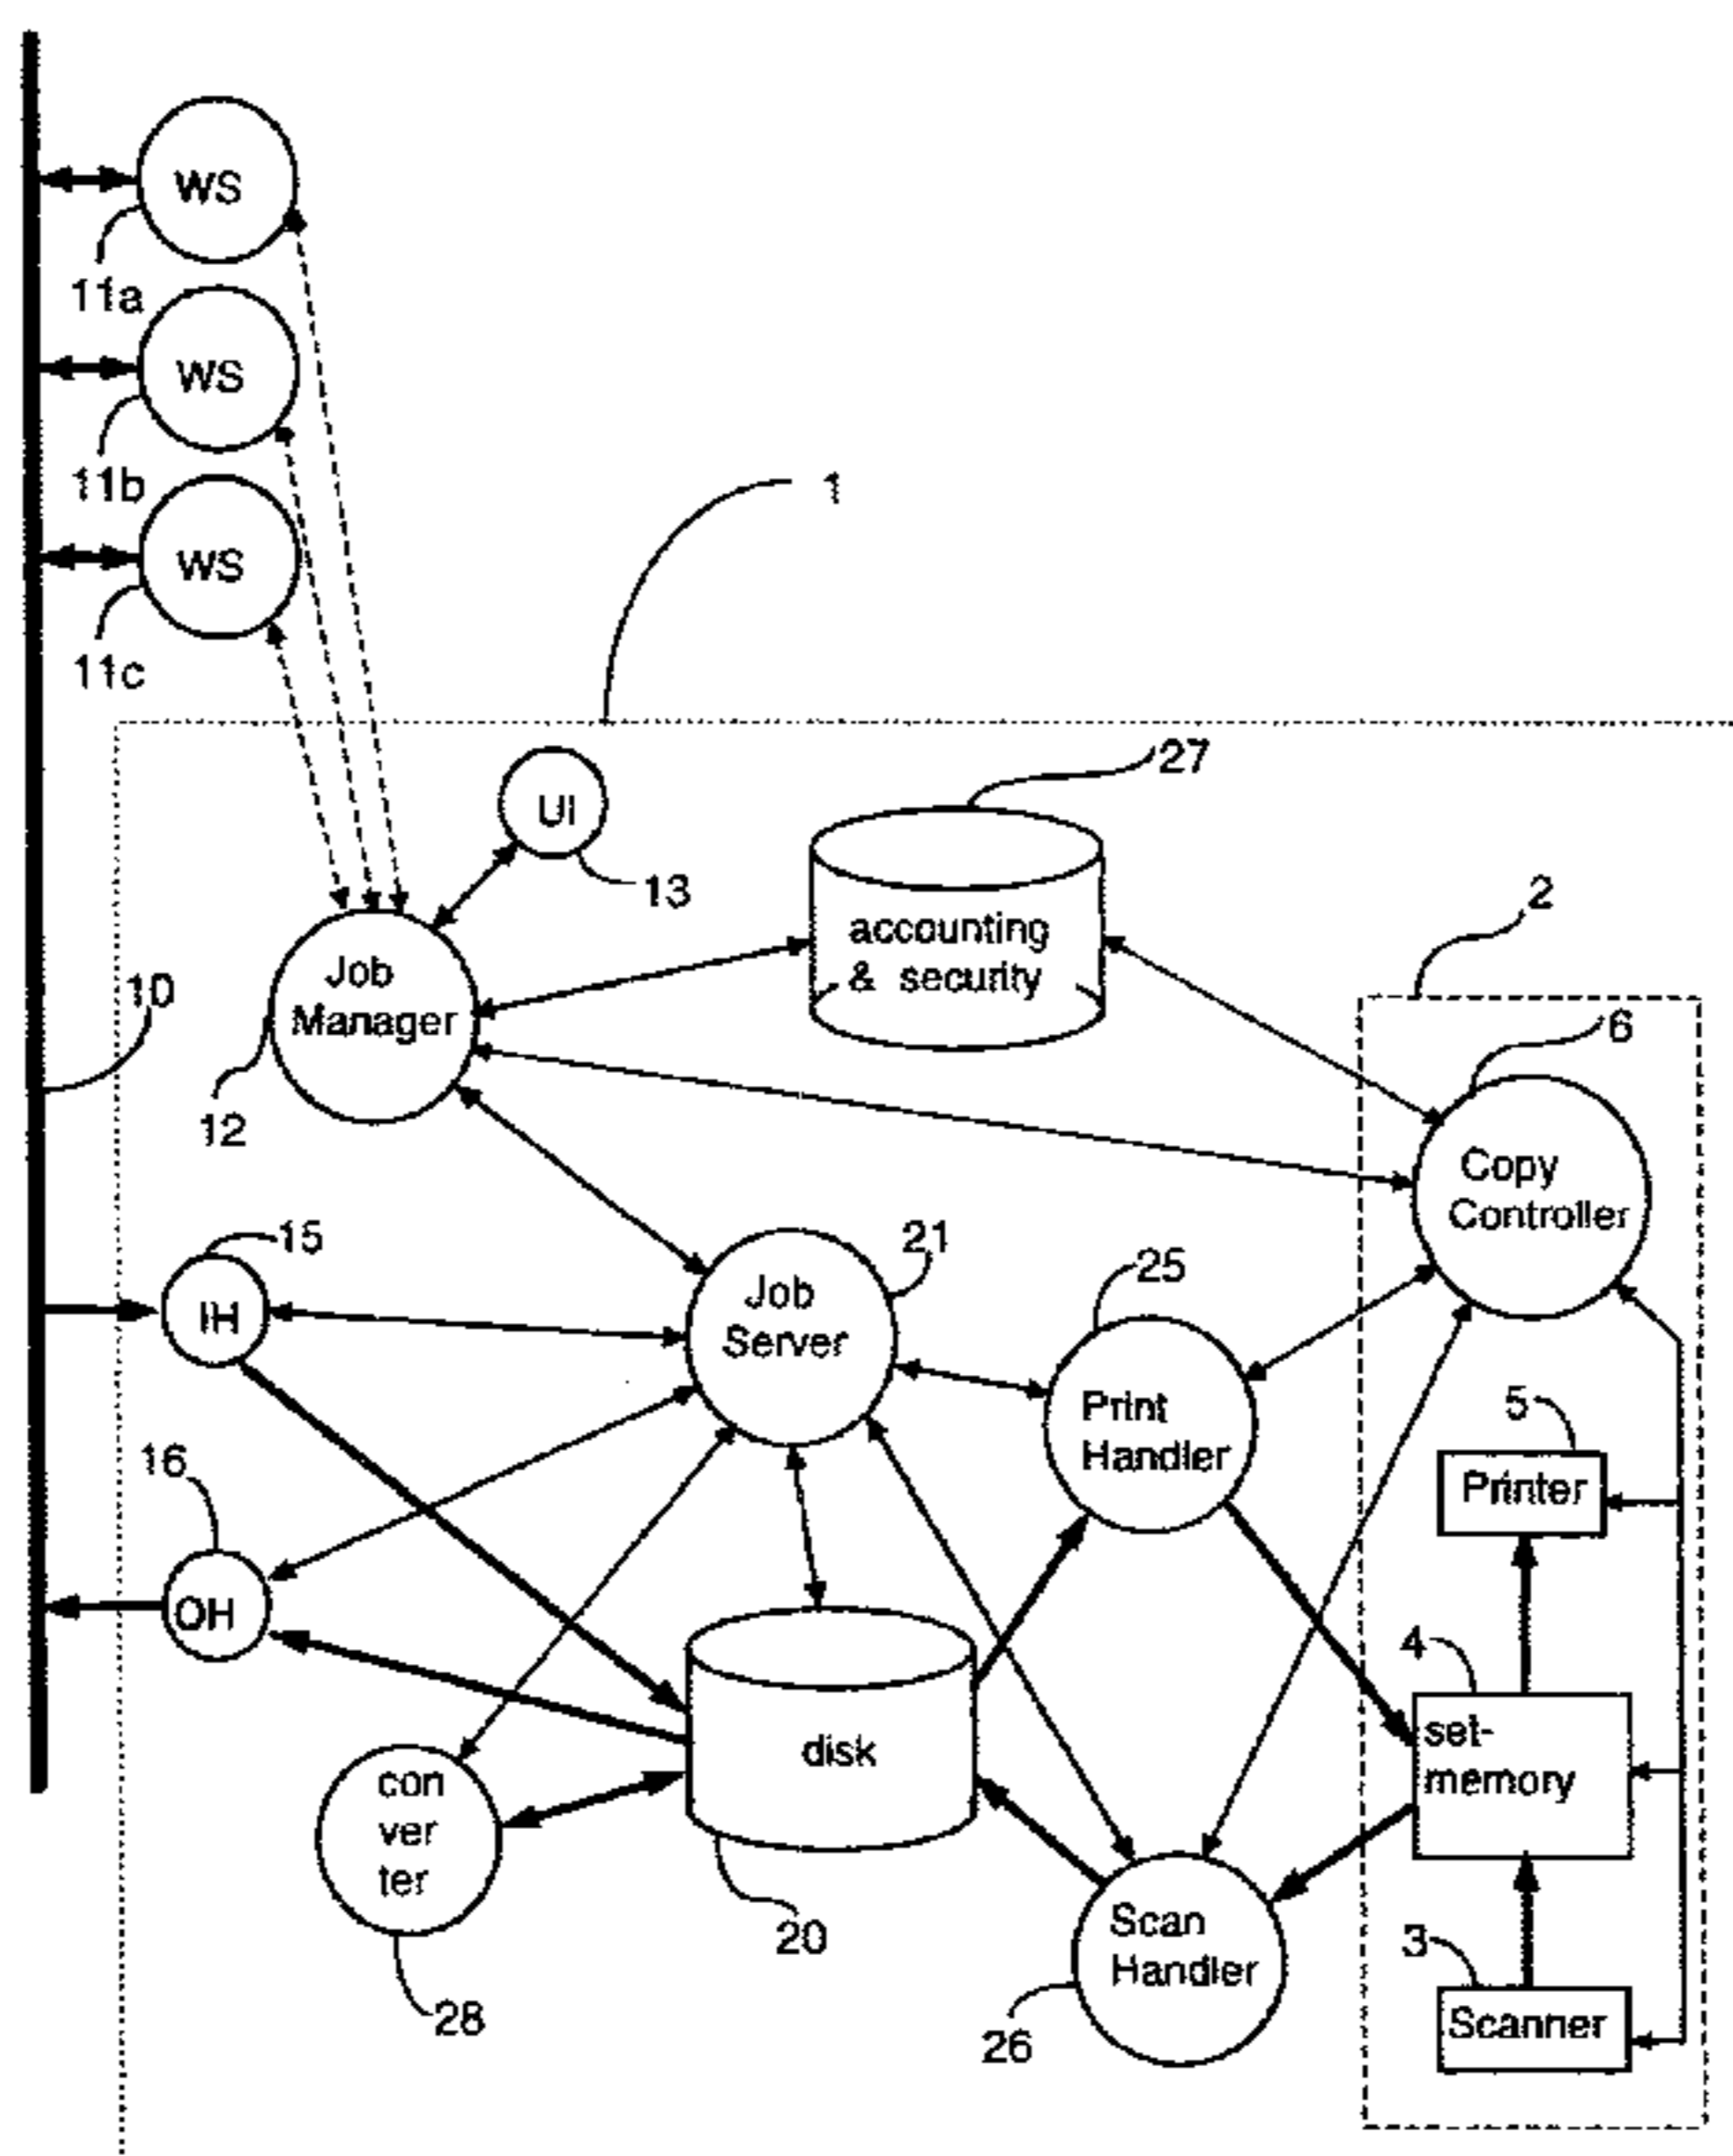 WS
11a
WS
11b
WS
11c
1
UI
13
27
accounting
& security
2
Job
Manager
10
12
6
Copy
Controller
15
IH
21
Job
Server
25
Print
Handler
5
Printer
16
OH
4
set-
memory
disk
con
ver
ter
20
Scan
Handler
3
Scanner
28
26